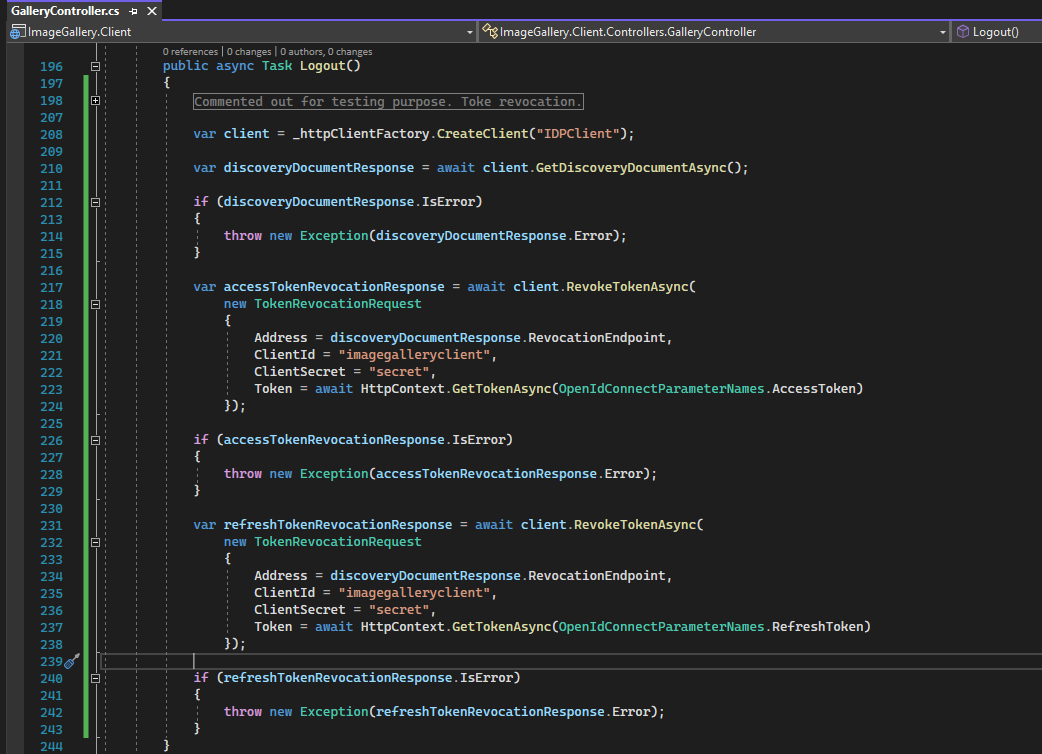 GalleryController.cs
ImageGallery.Client ImageGallery.Client.Controllers.GalleryController Logout()
0 references | 0 changes | 0 authors, 0 changes
196 public async Task Logout()
197 {
198 Commented out for testing purpose. Toke revocation.
207
208 var client = _httpClientFactory.CreateClient("IDPClient");
209
210 var discoveryDocumentResponse = await client.GetDiscoveryDocumentAsync();
211
212 if (discoveryDocumentResponse.IsError)
213 {
214 throw new Exception(discoveryDocumentResponse.Error);
215 }
216
217 var accessTokenRevocationResponse = await client.RevokeTokenAsync(
218 new TokenRevocationRequest
219 {
220 Address = discoveryDocumentResponse.RevocationEndpoint,
221 ClientId = "imagegalleryclient",
222 ClientSecret = "secret",
223 Token = await HttpContext.GetTokenAsync(OpenIdConnectParameterNames.AccessToken)
224 });
225
226 if (accessTokenRevocationResponse.IsError)
227 {
228 throw new Exception(accessTokenRevocationResponse.Error);
229 }
230
231 var refreshTokenRevocationResponse = await client.RevokeTokenAsync(
232 new TokenRevocationRequest
233 {
234 Address = discoveryDocumentResponse.RevocationEndpoint,
235 ClientId = "imagegalleryclient",
236 ClientSecret = "secret",
237 Token = await HttpContext.GetTokenAsync(OpenIdConnectParameterNames.RefreshToken)
238 });
239
240 if (refreshTokenRevocationResponse.IsError)
241 {
242 throw new Exception(refreshTokenRevocationResponse.Error);
243 }
244 }